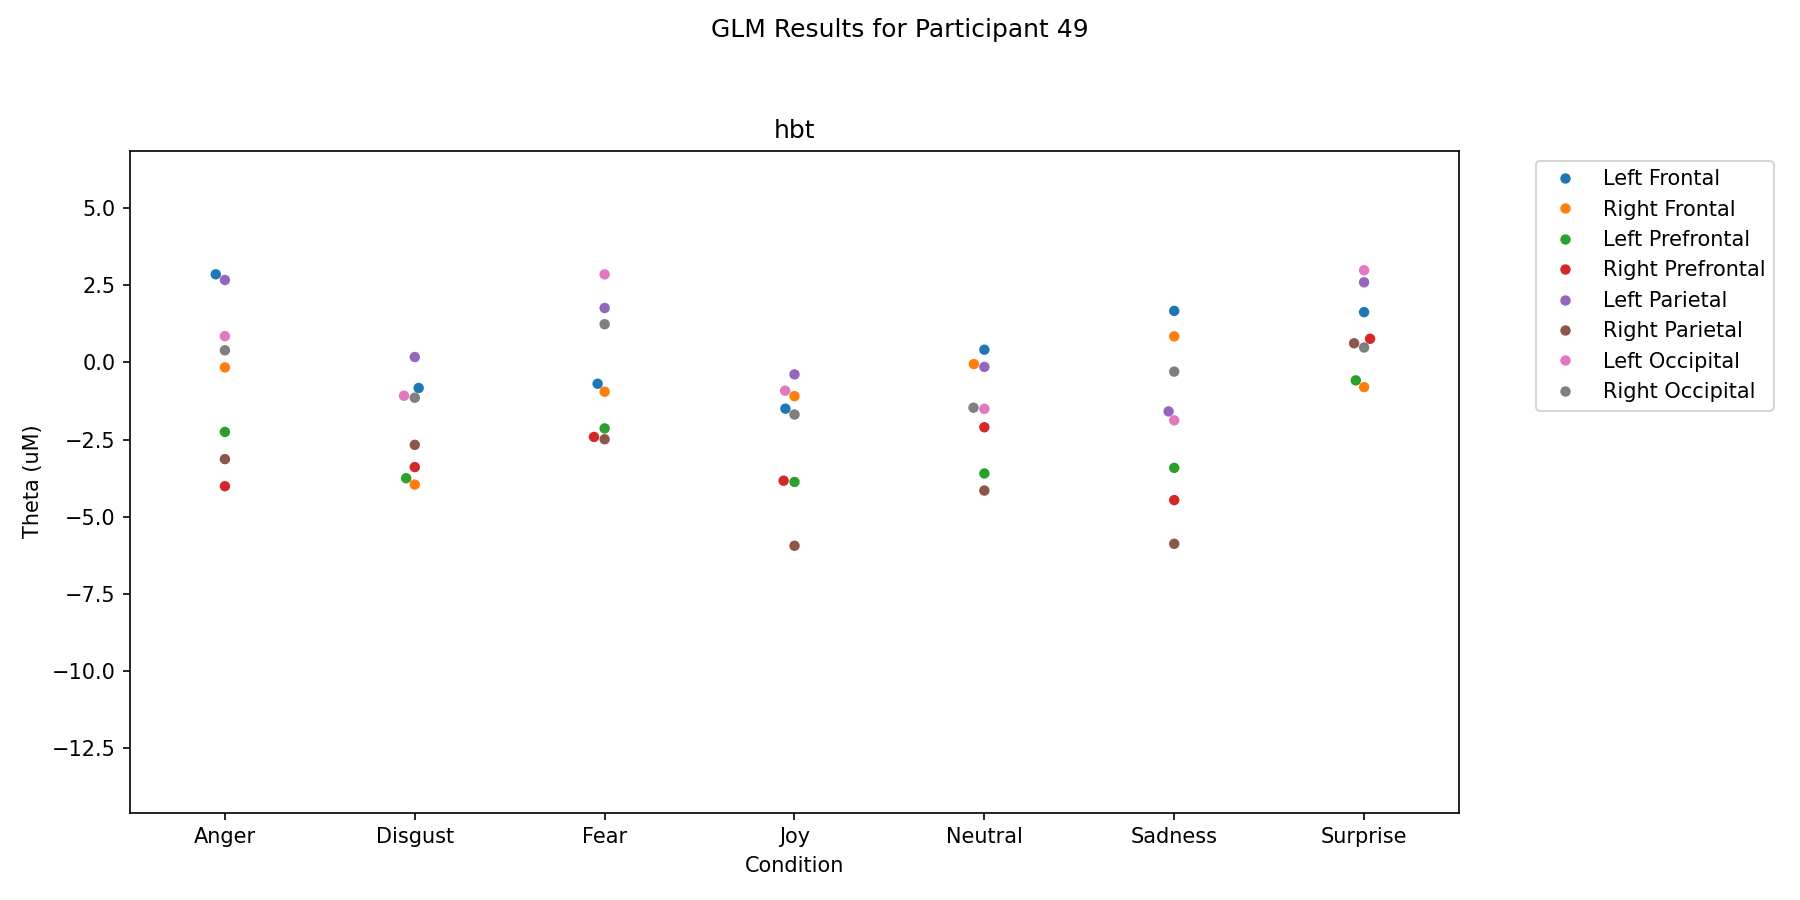 GLM Results for Participant 49
hbt
Theta (uM)
5.0
2.5
0.0
−2.5
−5.0
−7.5
−10.0
−12.5
Anger
Disgust
Fear
Joy
Neutral
Sadness
Surprise
Condition
Left Frontal
Right Frontal
Left Prefrontal
Right Prefrontal
Left Parietal
Right Parietal
Left Occipital
Right Occipital